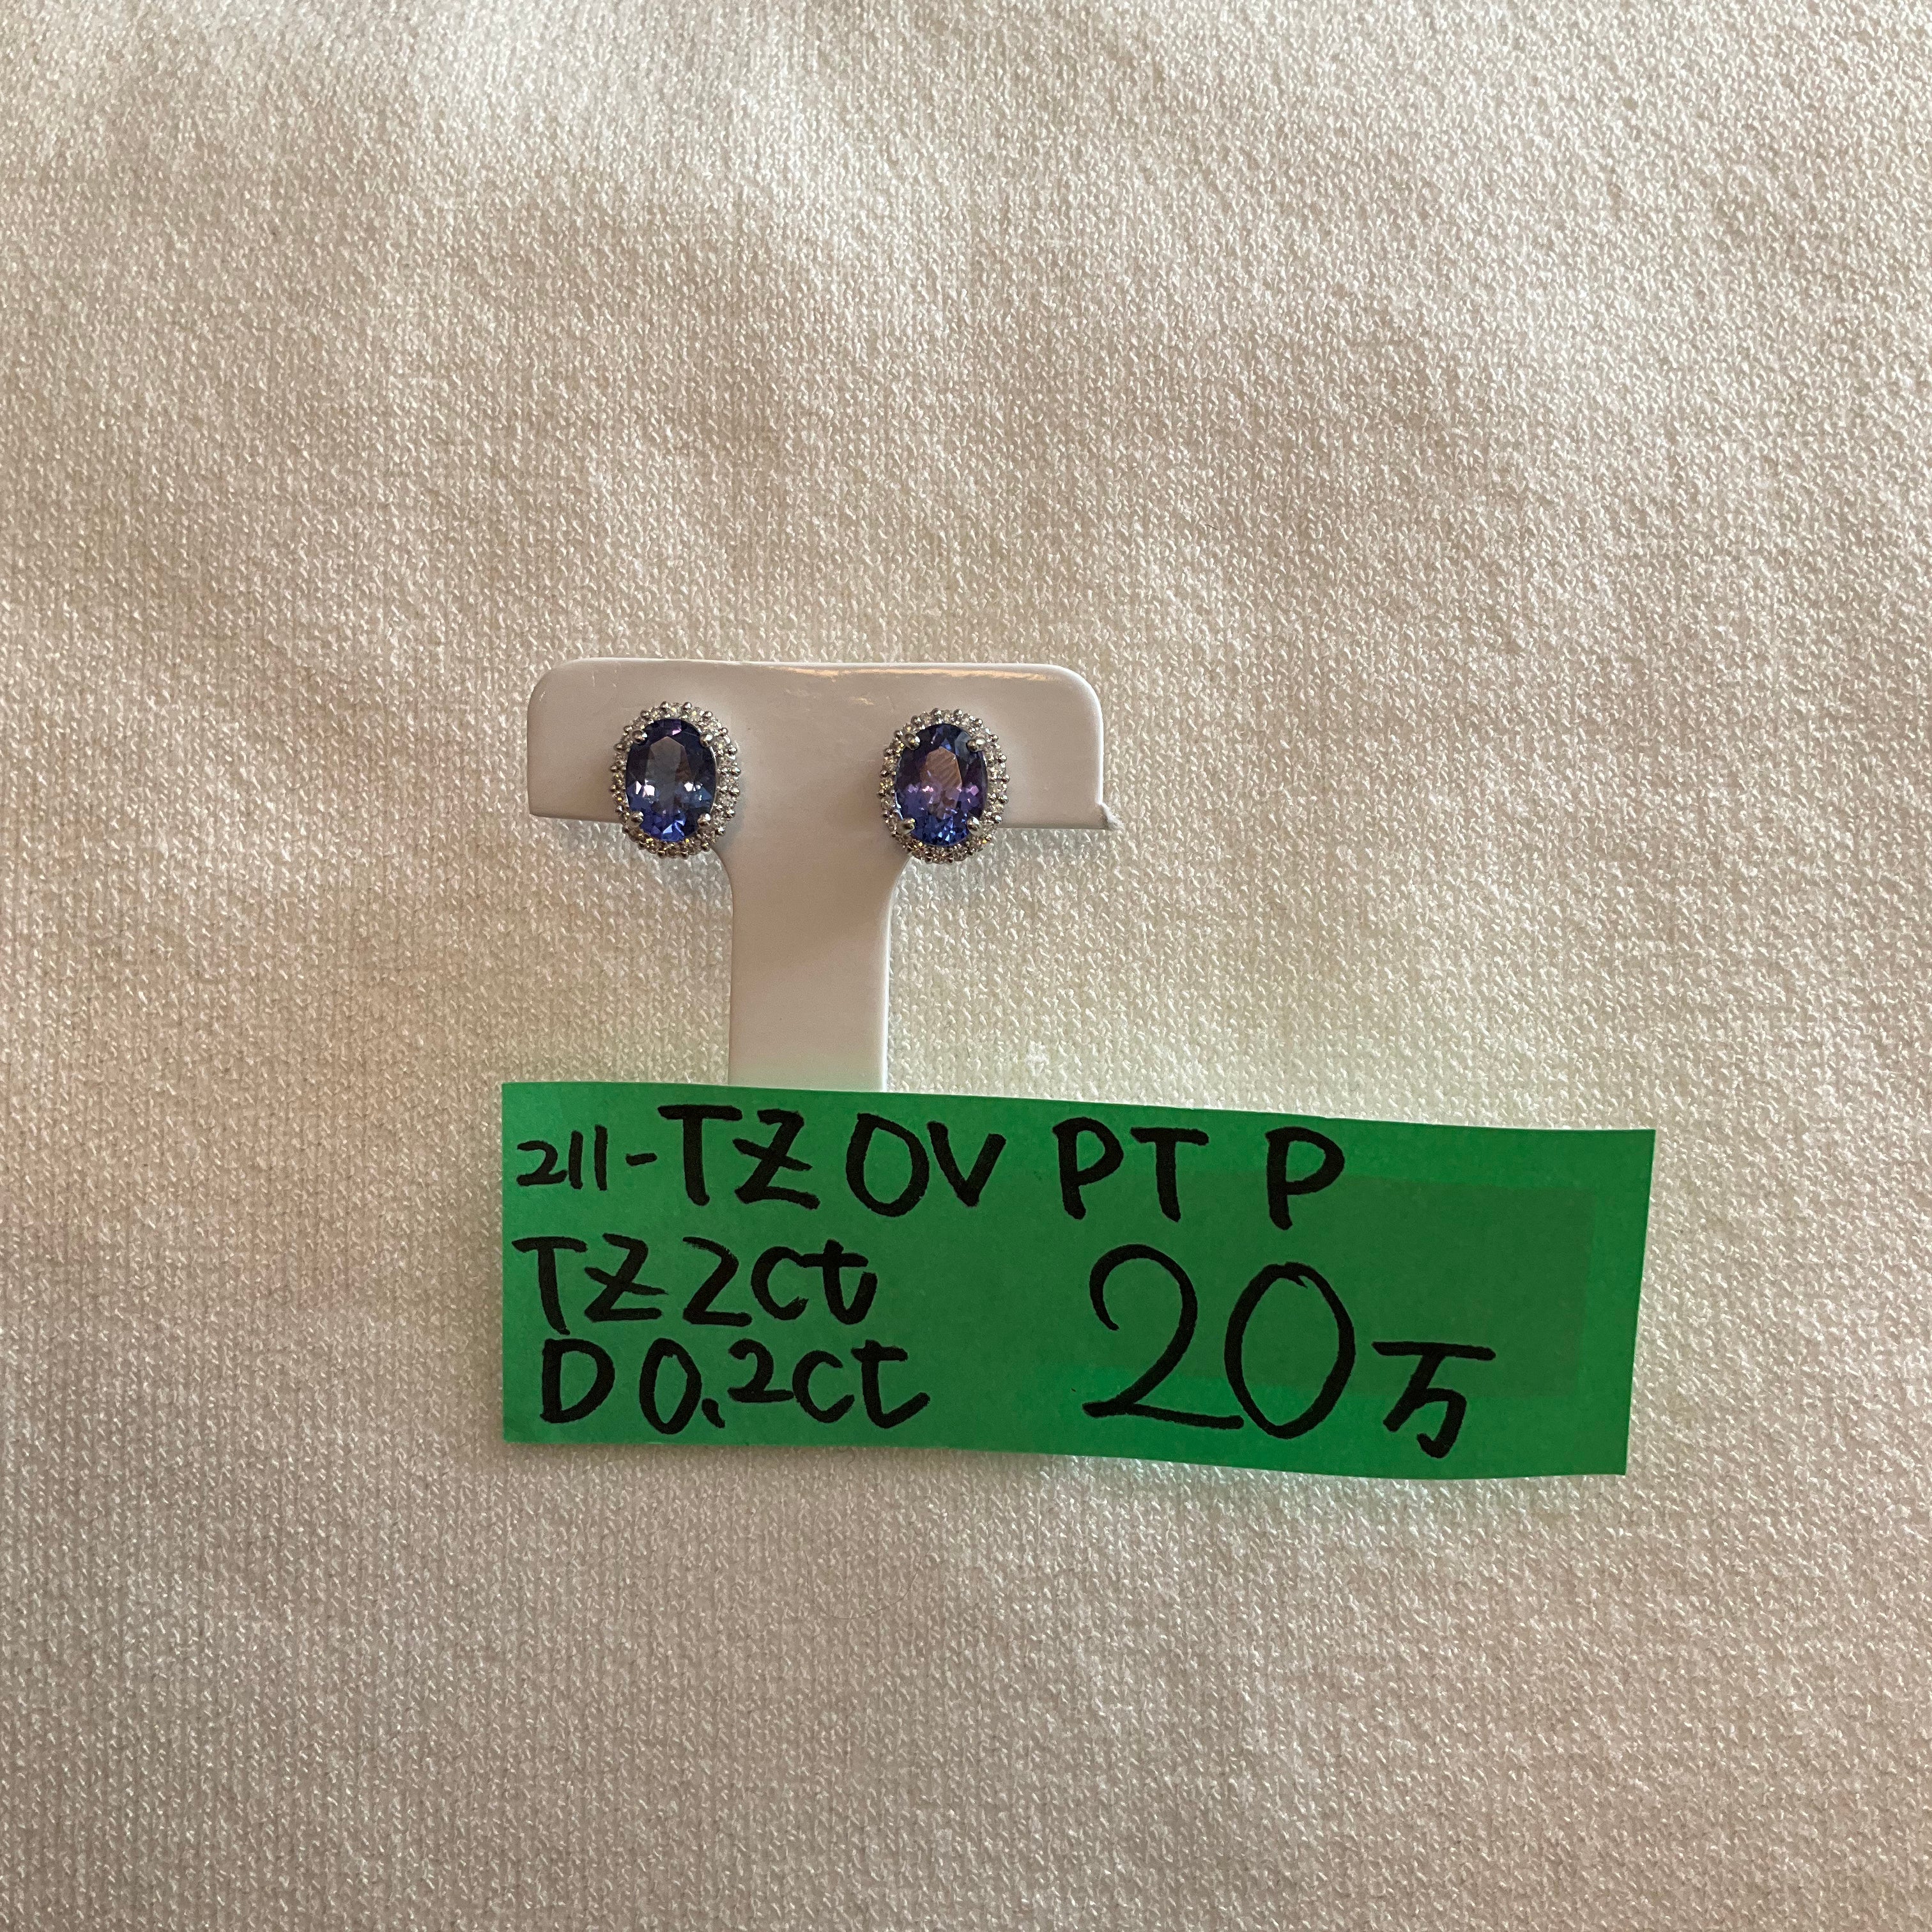 211-TZ OV PT P
TZ 2ct
D 0.2ct
20万